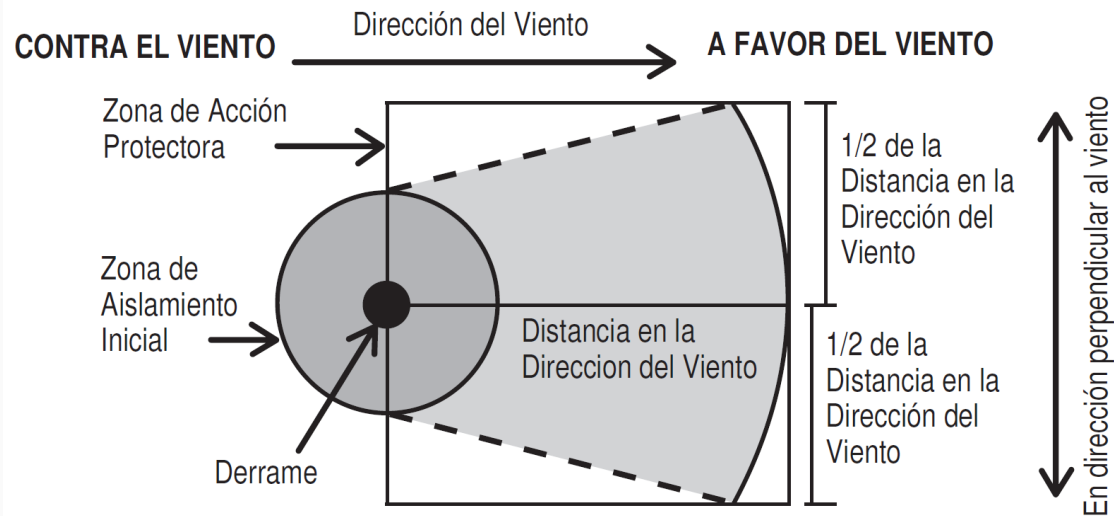 Dirección del Viento
CONTRA EL VIENTO
A FAVOR DEL VIENTO
Zona de Acción
Protectora
Zona de
Aislamiento
Inicial
Derrame
Distancia en la
Direccion del Viento
1/2 de la
Distancia en la
Dirección del
Viento
1/2 de la
Distancia en la
Dirección del
Viento
En dirección perpendicular al viento